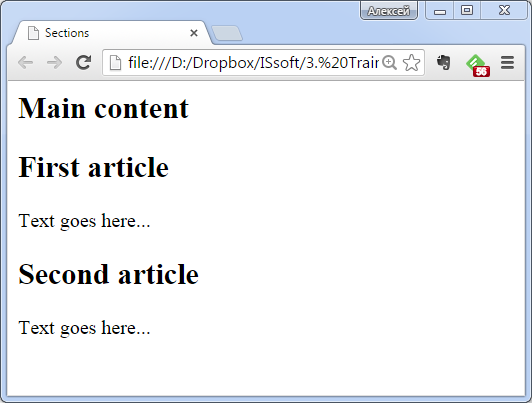 Алексей
Sections
file:///D:/Dropbox/ISsoft/3.%20Trair
56
Main content
First article
Text goes here...
Second article
Text goes here...